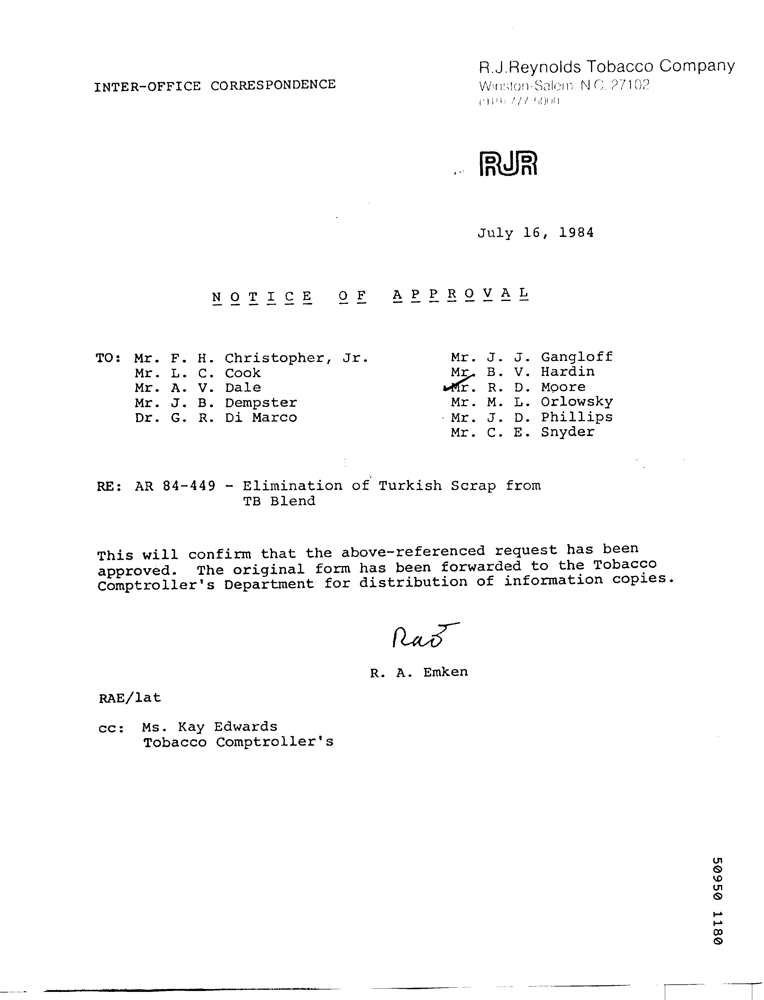 R.J.Reynolds Tobacco Company
Winston-Salem, N.C. 27102
INTER-OFFICE CORRESPONDENCE
RJR
July 16, 1984
NOTICE OF APPROVAL
TO: Mr. F. H. Christopher, Jr.
Mr. L. C. Cook
Mr. A. V. Dale
Mr. J. B. Dempster
Dr. G. R. Di Marco
Mr. J. J. Gangloff
Mr. B. V. Hardin
Mr. R. D. Moore
Mr. M. L. Orlowsky
Mr. J. D. Phillips
Mr. C. E. Snyder
RE: AR 84-449 - Elimination of Turkish Scrap from
TB Blend
This will confirm that the above-referenced request has been
approved. The original form has been forwarded to the Tobacco
Comptroller's Department for distribution of information copies.
R. A. Emken
RAE/lat
cc: Ms. Kay Edwards
Tobacco Comptroller's
50950 1180